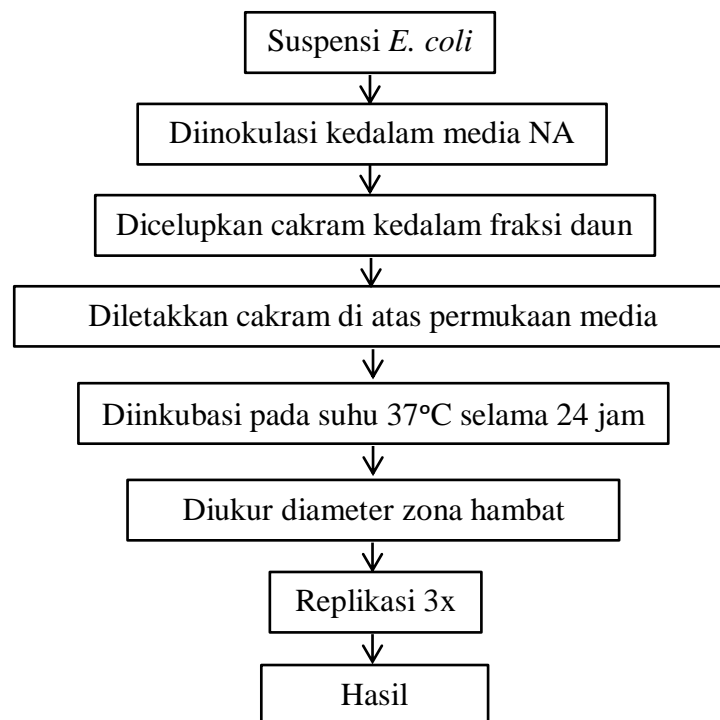 Suspensi E. coli
Diinokulasi kedalam media NA
Dicelupkan cakram kedalam fraksi daun
Diletakkan cakram di atas permukaan media
Diinkubasi pada suhu 37°C selama 24 jam
Diukur diameter zona hambat
Replikasi 3x
Hasil